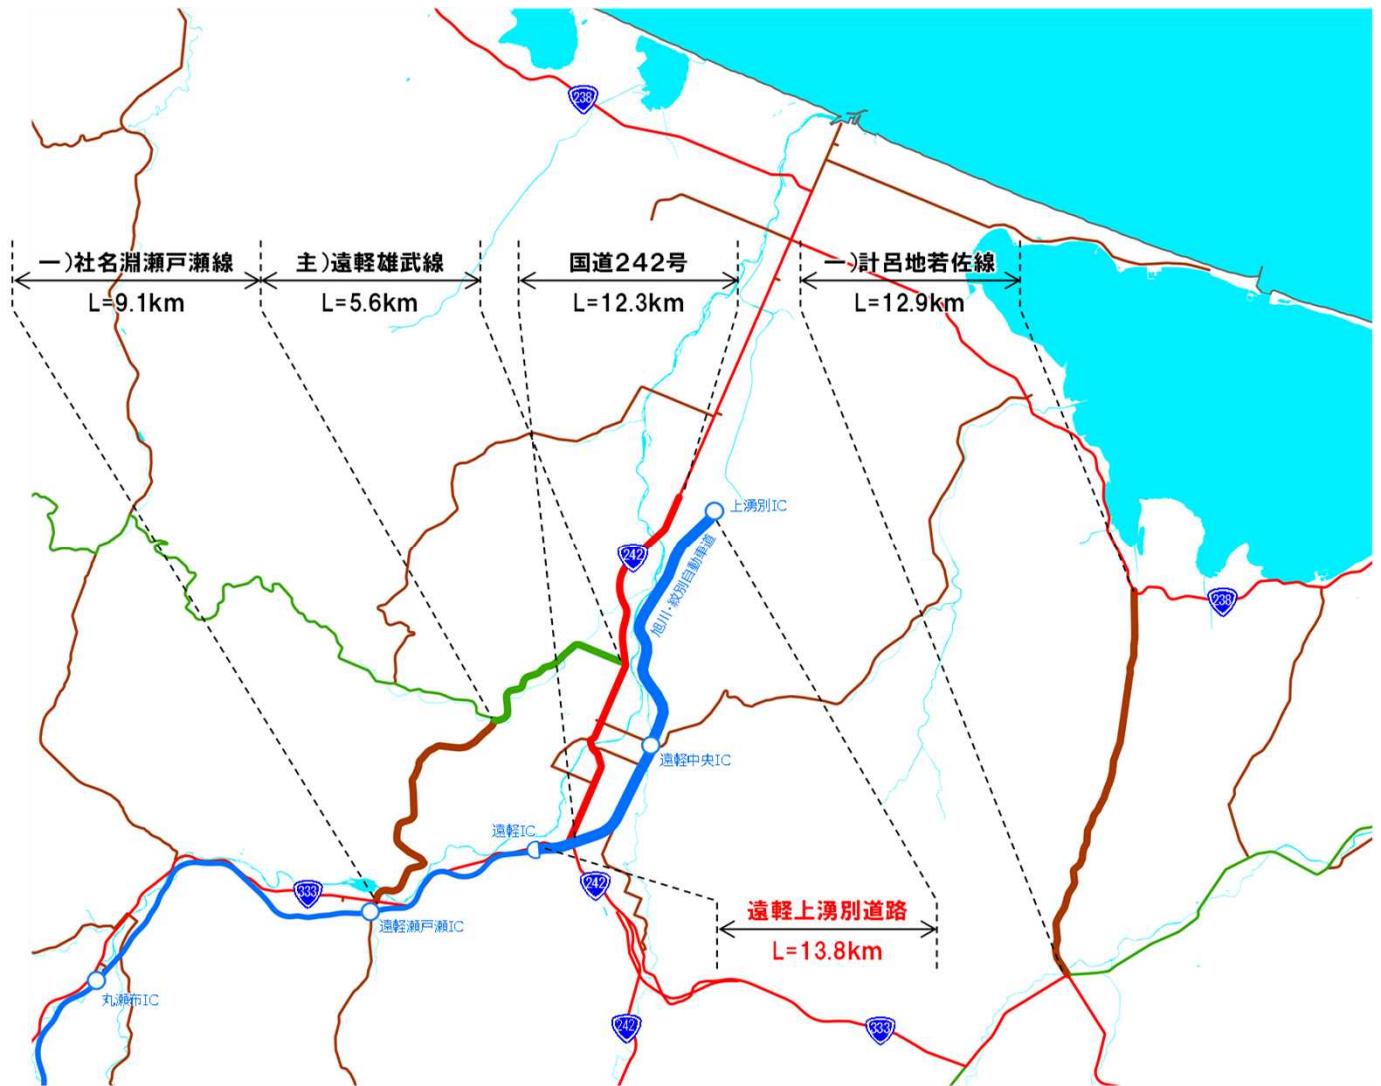 238
一)社名淵瀬戸瀬線
L=9.1km
主)遠軽雄武線
L=5.6km
国道242号
L=12.3km
一)計呂地若佐線
L=12.9km
上湧別IC
242
旭川・紋別自動車道
238
遠軽中央IC
遠軽IC
333
242
遠軽瀬戸瀬IC
遠軽上湧別道路
L=13.8km
丸瀬布IC
242
333